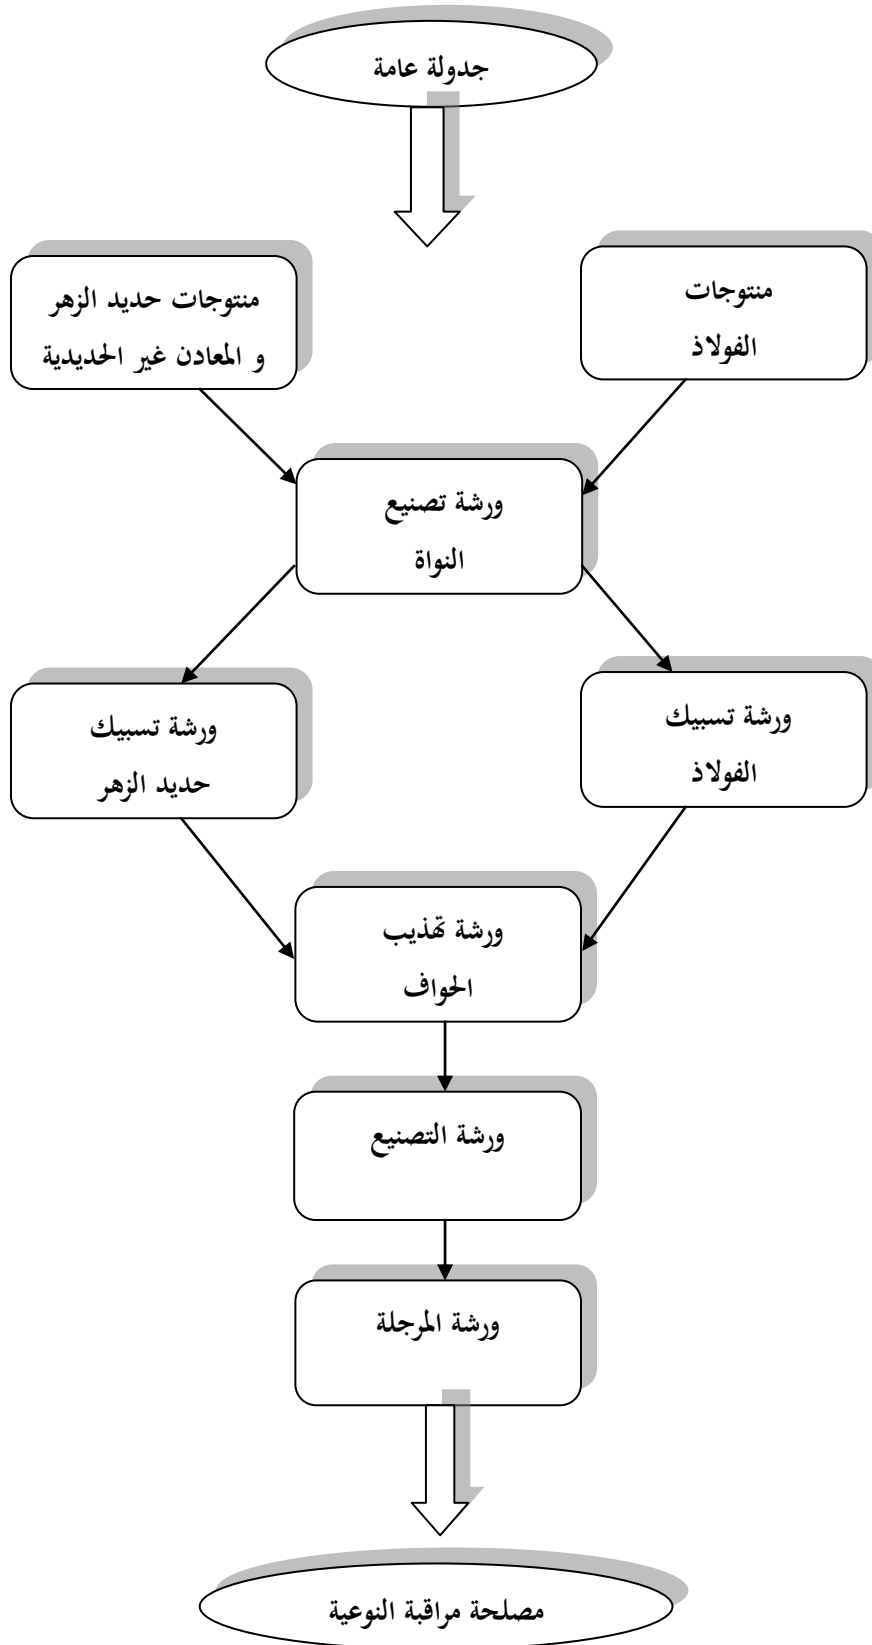 جدولة عامة
منتوجات
الفولاذ
منتوجات حديد الزهر
و المعادن غير الحديدية
ورشة تصنيع
النواة
ورشة تسبيك
الفولاذ
ورشة تسبيك
حديد الزهر
ورشة تهذيب
الحواف
ورشة التصنيع
ورشة المرجلة
مصلحة مراقبة النوعية